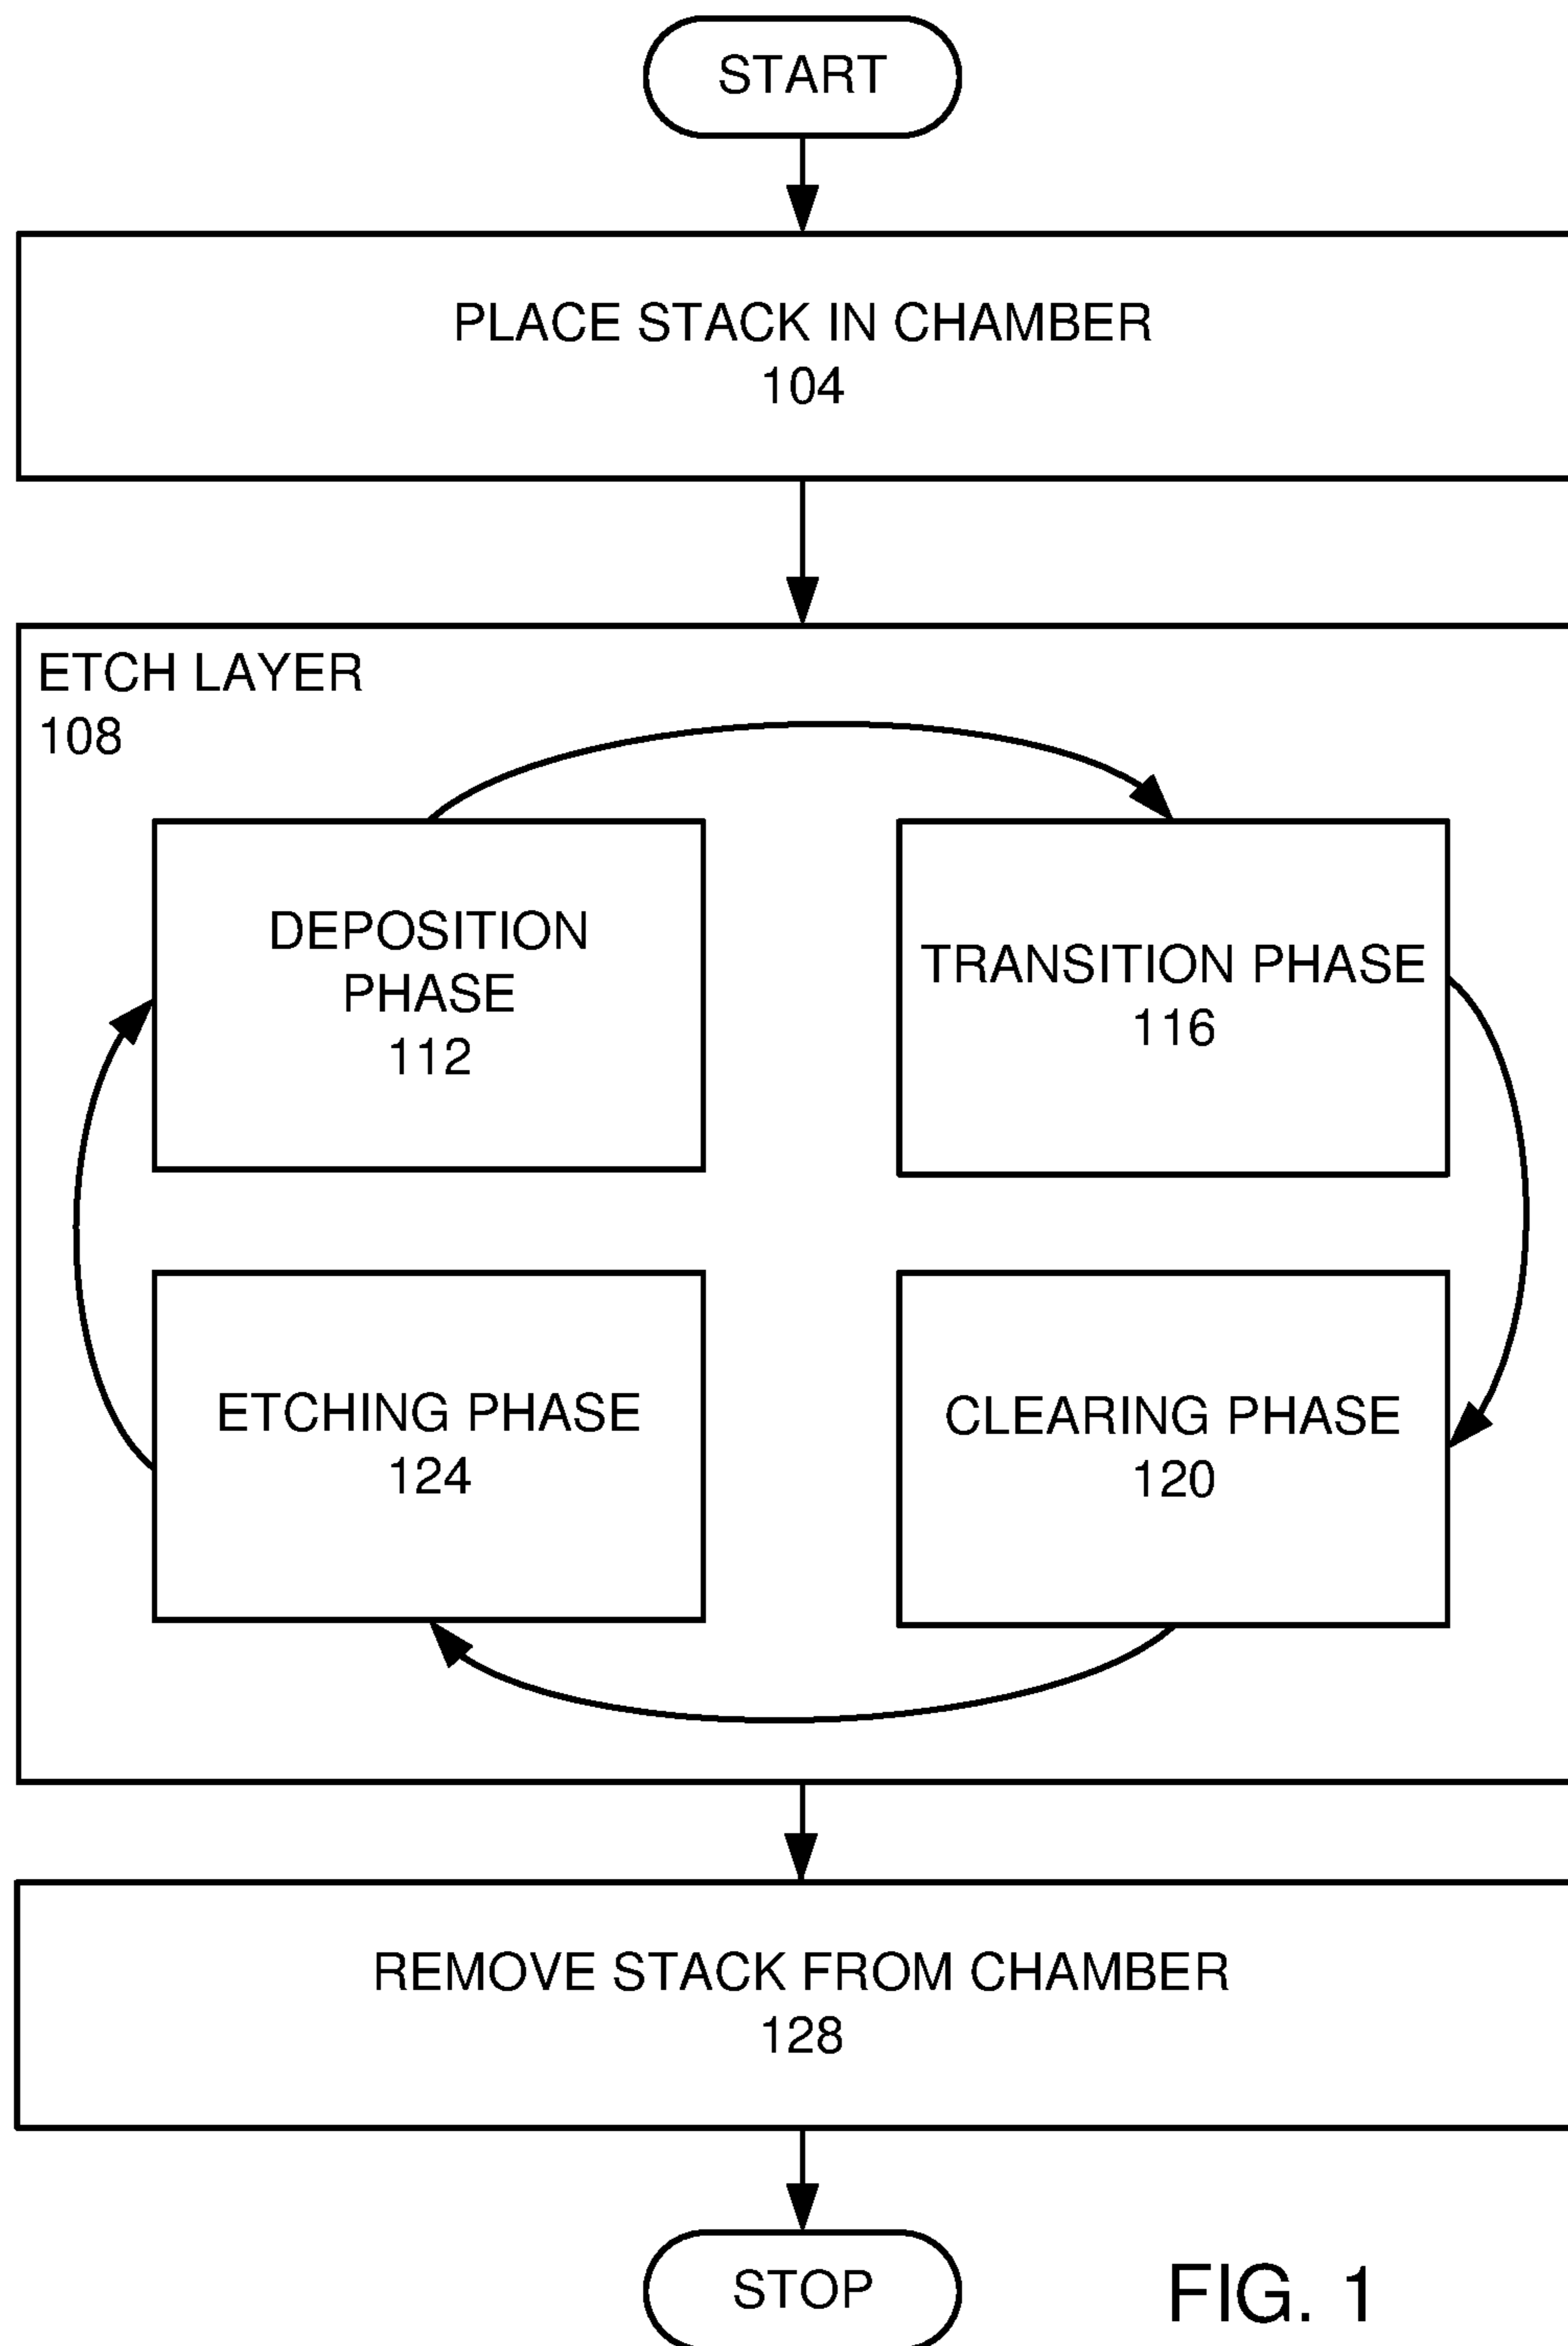 START
PLACE STACK IN CHAMBER
104
ETCH LAYER
108
DEPOSITION
PHASE
112
TRANSITION PHASE
116
ETCHING PHASE
124
CLEARING PHASE
120
REMOVE STACK FROM CHAMBER
128
STOP
FIG. 1